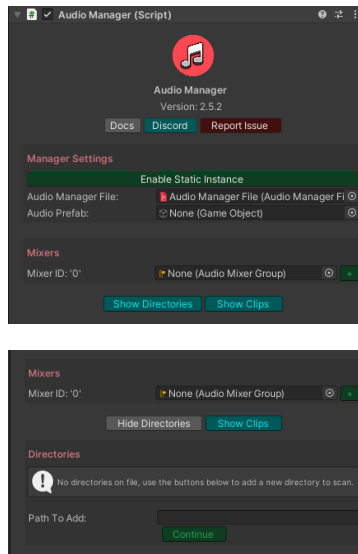 Audio Manager (Script)
Audio Manager
Version: 2.5.2
Docs Discord Report Issue
Manager Settings
Enable Static Instance
Audio Manager File: Audio Manager File (Audio Manager Fi
Audio Prefab: None (Game Object)
Mixers
Mixer ID: '0' None (Audio Mixer Group) +
Show Directories Show Clips
Mixers
Mixer ID: '0' None (Audio Mixer Group) +
Hide Directories Show Clips
Directories
No directories on file, use the buttons below to add a new directory to scan.
Path To Add:
Continue